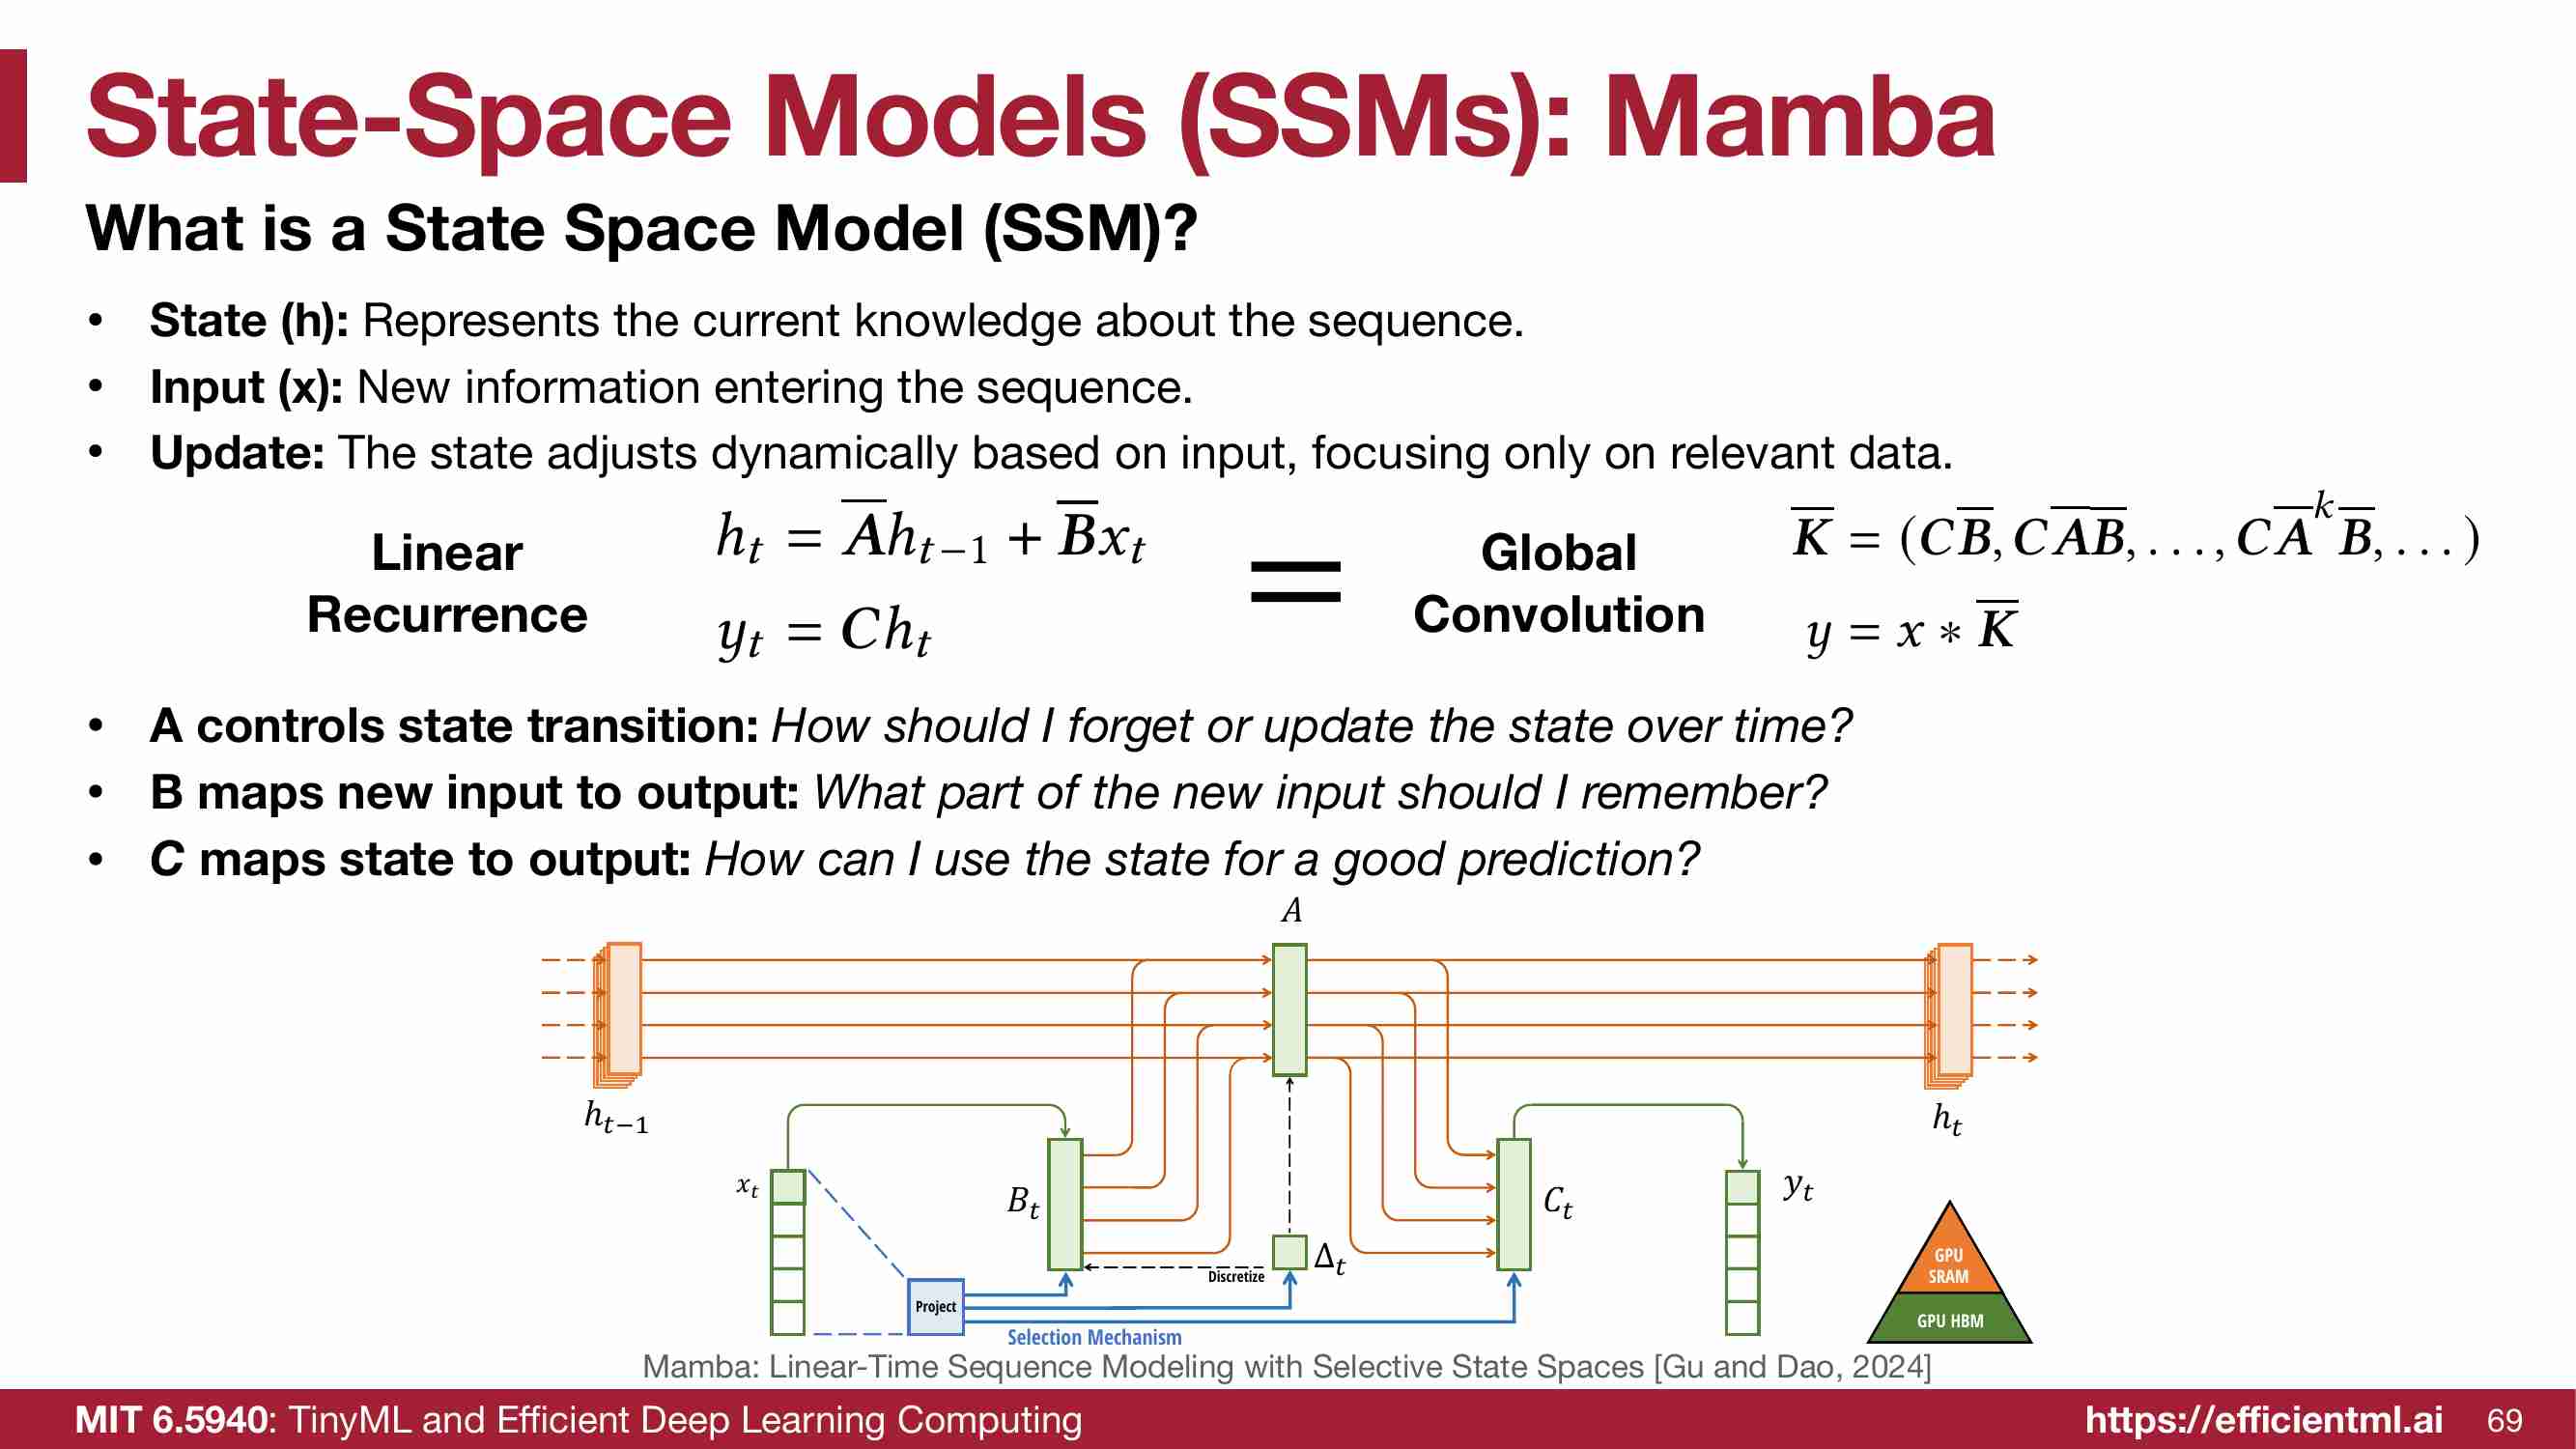 State-Space Models (SSMs): Mamba
What is a State Space Model (SSM)?
• State (h): Represents the current knowledge about the sequence.
• Input (x): New information entering the sequence.
• Update: The state adjusts dynamically based on input, focusing only on relevant data.
Linear
Recurrence
$h_t = \overline{A}h_{t-1} + \overline{B}x_t$
$y_t = Ch_t$
=
Global
Convolution
$\overline{K} = (C\overline{B}, C\overline{A}\overline{B}, \ldots, C\overline{A}^k\overline{B}, \ldots)$
$y = x * \overline{K}$
• A controls state transition: How should I forget or update the state over time?
• B maps new input to output: What part of the new input should I remember?
• C maps state to output: How can I use the state for a good prediction?
$A$
$h_{t-1}$
$h_t$
$x_t$
$B_t$
$C_t$
$y_t$
$\Delta_t$
Discretize
Project
Selection Mechanism
GPU
SRAM
GPU HBM
Mamba: Linear-Time Sequence Modeling with Selective State Spaces [Gu and Dao, 2024]
MIT 6.5940: TinyML and Efficient Deep Learning Computing
https://efficientml.ai
69